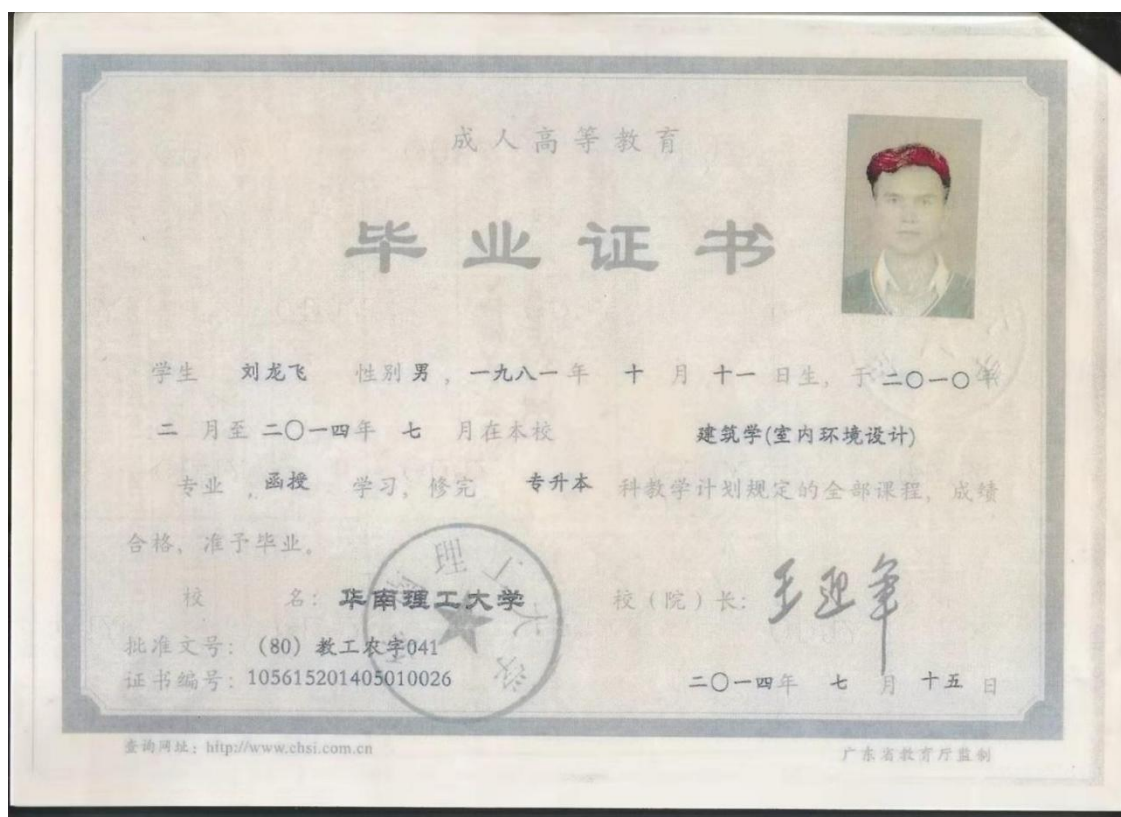 成人高等教育
毕业证书
学生 刘龙飞 性别 男 , 一九八一 年 十 月 十一 日生, 于 二〇一〇年
二 月至 二〇一四年 七 月在本校 建筑学(室内环境设计)
专业 , 函授 学习, 修完 专升本 科教学计划规定的全部课程, 成绩
合格、准予毕业。
校 名: 华南理工大学 校(院)长: 王迎军
批准文号: (80) 教工农字041
证书编号: 105615201405010026 二〇一四年 七 月 十五 日
查询网址: http://www.chsi.com.cn 广东省教育厅监制